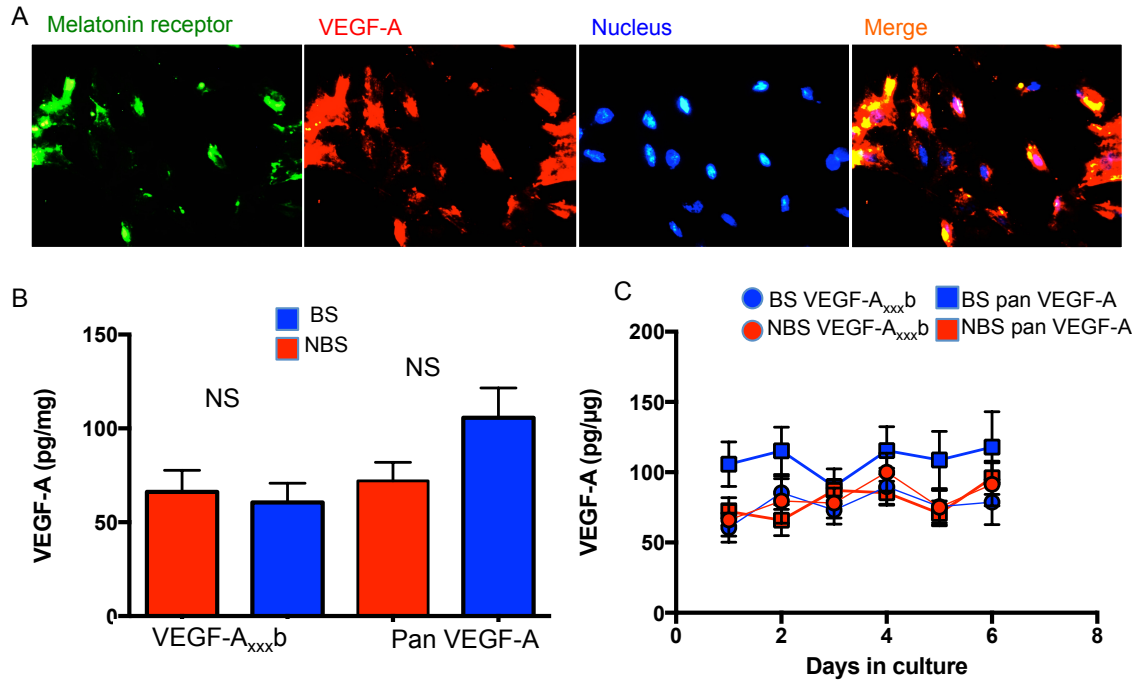 A
Melatonin receptor VEGF-A Nucleus Merge
B
BS
NBS
NS NS
150
100
50
0
VEGF-A (pg/mg)
VEGF-Axxxb Pan VEGF-A
C
BS VEGF-Axxxb BS pan VEGF-A
NBS VEGF-Axxxb NBS pan VEGF-A
200
150
100
50
0
VEGF-A (pg/µg)
0 2 4 6 8
Days in culture